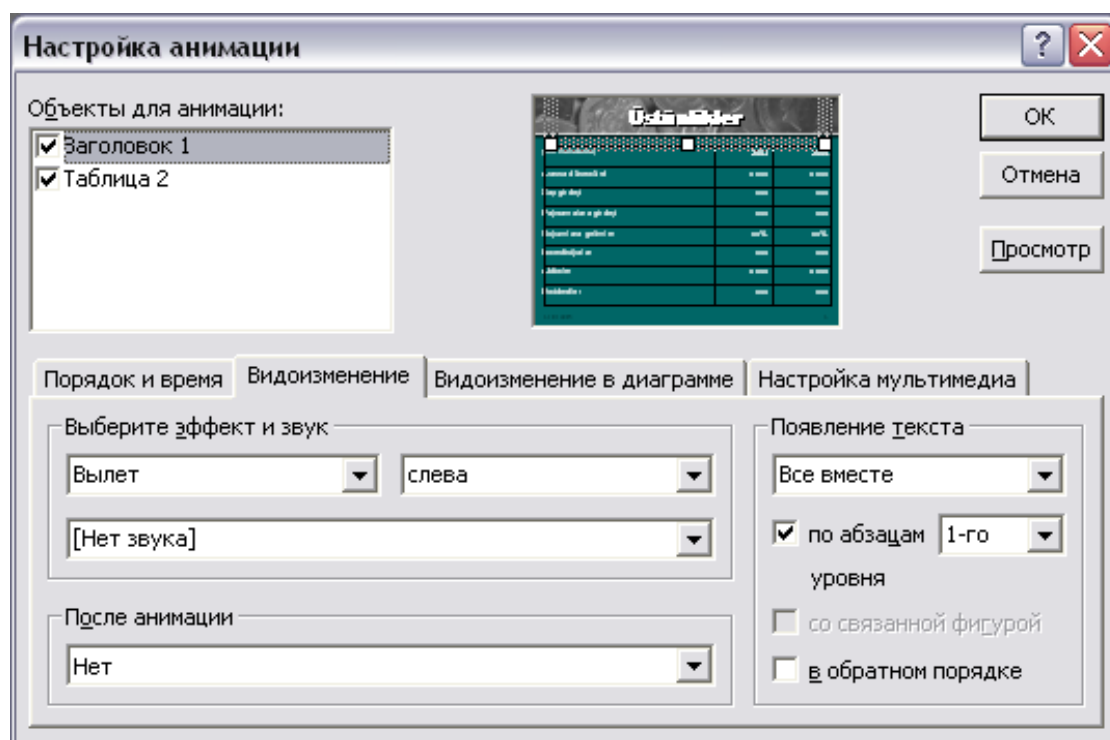 Настройка анимации
Объекты для анимации:
Заголовок 1
Таблица 2
Üstünlükler
ОК
Отмена
Просмотр
Порядок и время Видоизменение Видоизменение в диаграмме Настройка мультимедиа
Выберите эффект и звук
Вылет слева
[Нет звука]
После анимации
Нет
Появление текста
Все вместе
по абзацам 1-го
уровня
со связанной фигурой
в обратном порядке